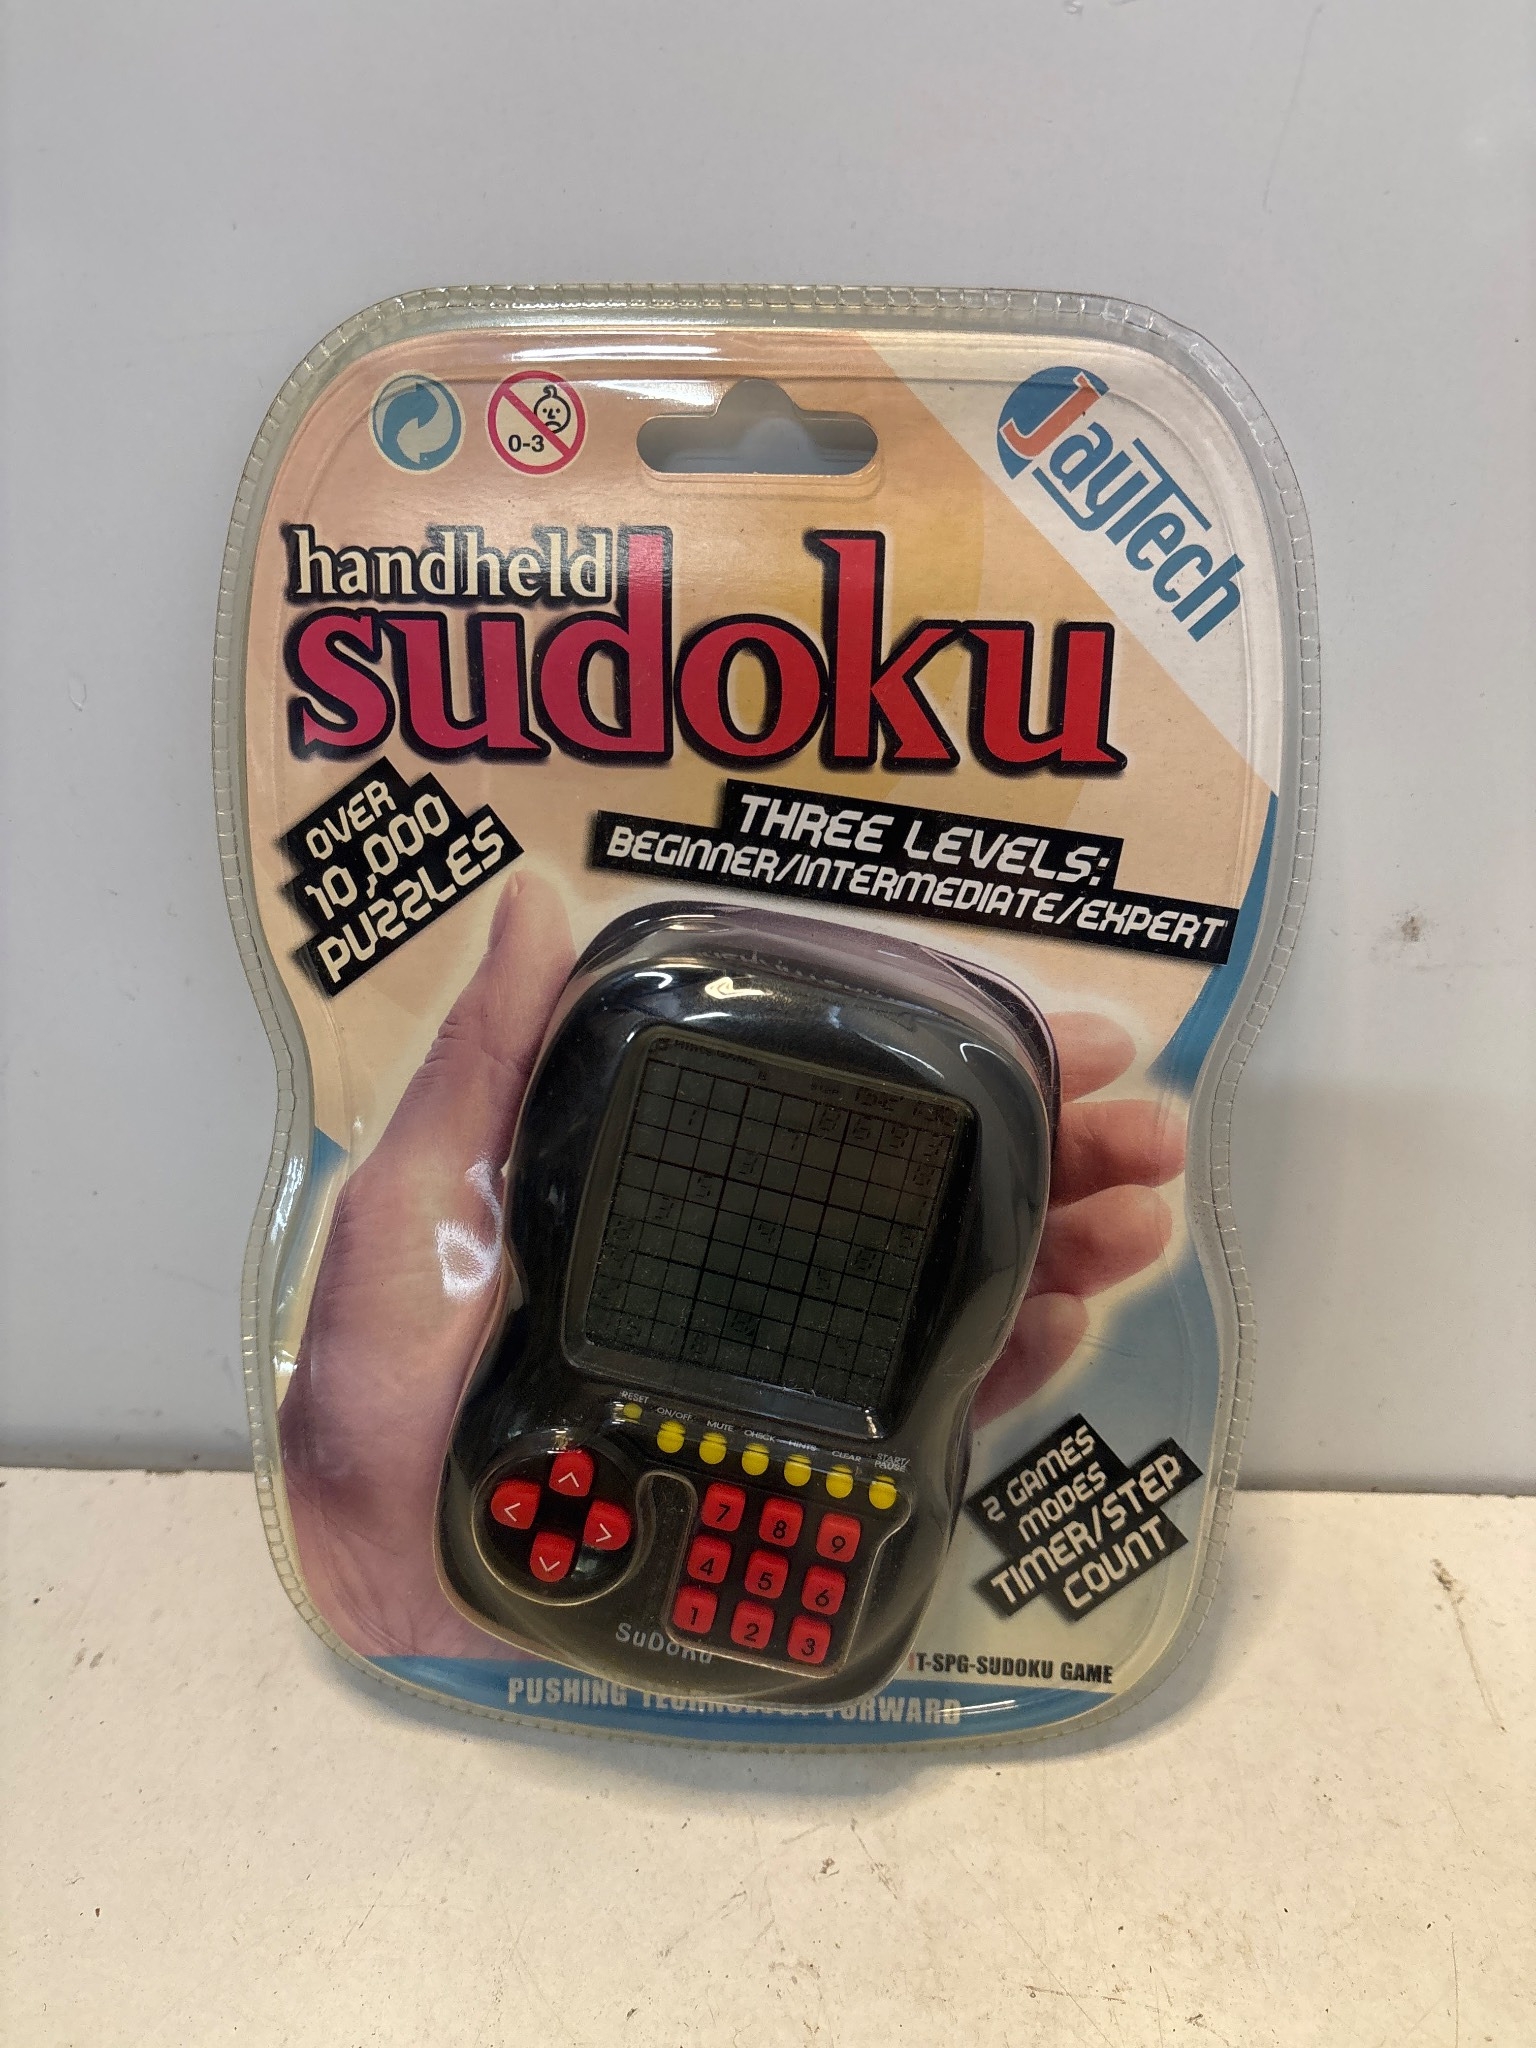 0-3
JayTech
handheld
sudoku
OVER
10,000
PUZZLES
THREE LEVELS:
BEGINNER/INTERMEDIATE/EXPERT
RESET
ON/OFF
MUTE
CHECK
HINTS
CLEAR
START/
PAUSE
7 8 9
4 5 6
1 2 3
SuDoKu
2 GAMES
MODES
TIMER/STEP
COUNT
T-SPG-SUDOKU GAME
PUSHING TECHNOLOGY FORWARD